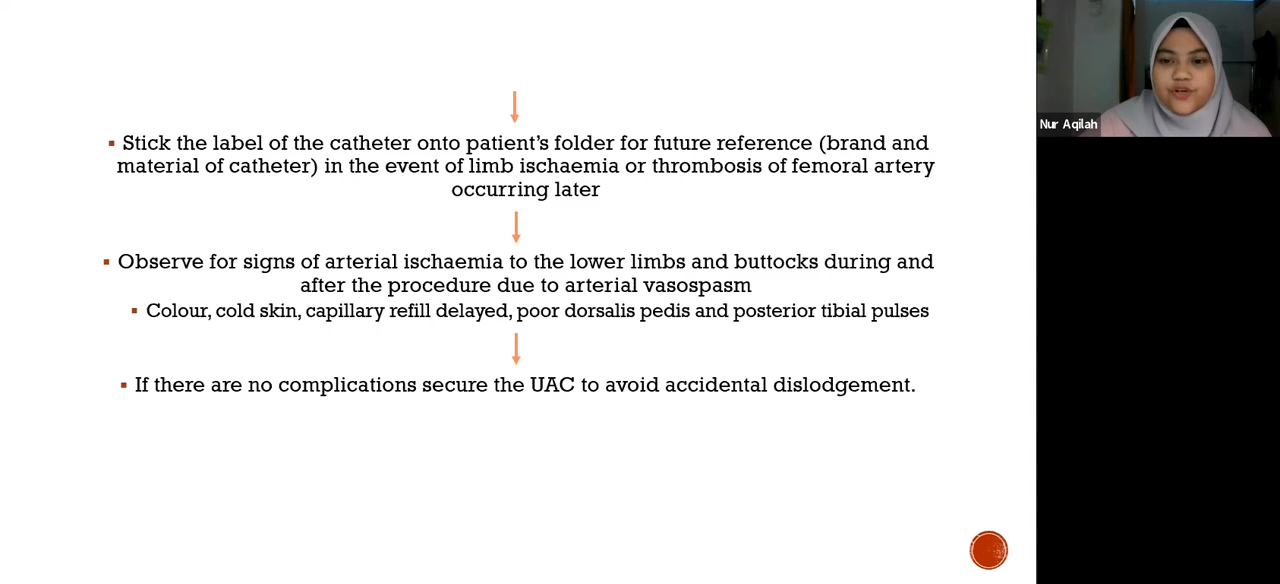 ▪ Stick the label of the catheter onto patient’s folder for future reference (brand and
material of catheter) in the event of limb ischaemia or thrombosis of femoral artery
occurring later
▪ Observe for signs of arterial ischaemia to the lower limbs and buttocks during and
after the procedure due to arterial vasospasm
▪ Colour, cold skin, capillary refill delayed, poor dorsalis pedis and posterior tibial pulses
▪ If there are no complications secure the UAC to avoid accidental dislodgement.
Nur Aqilah